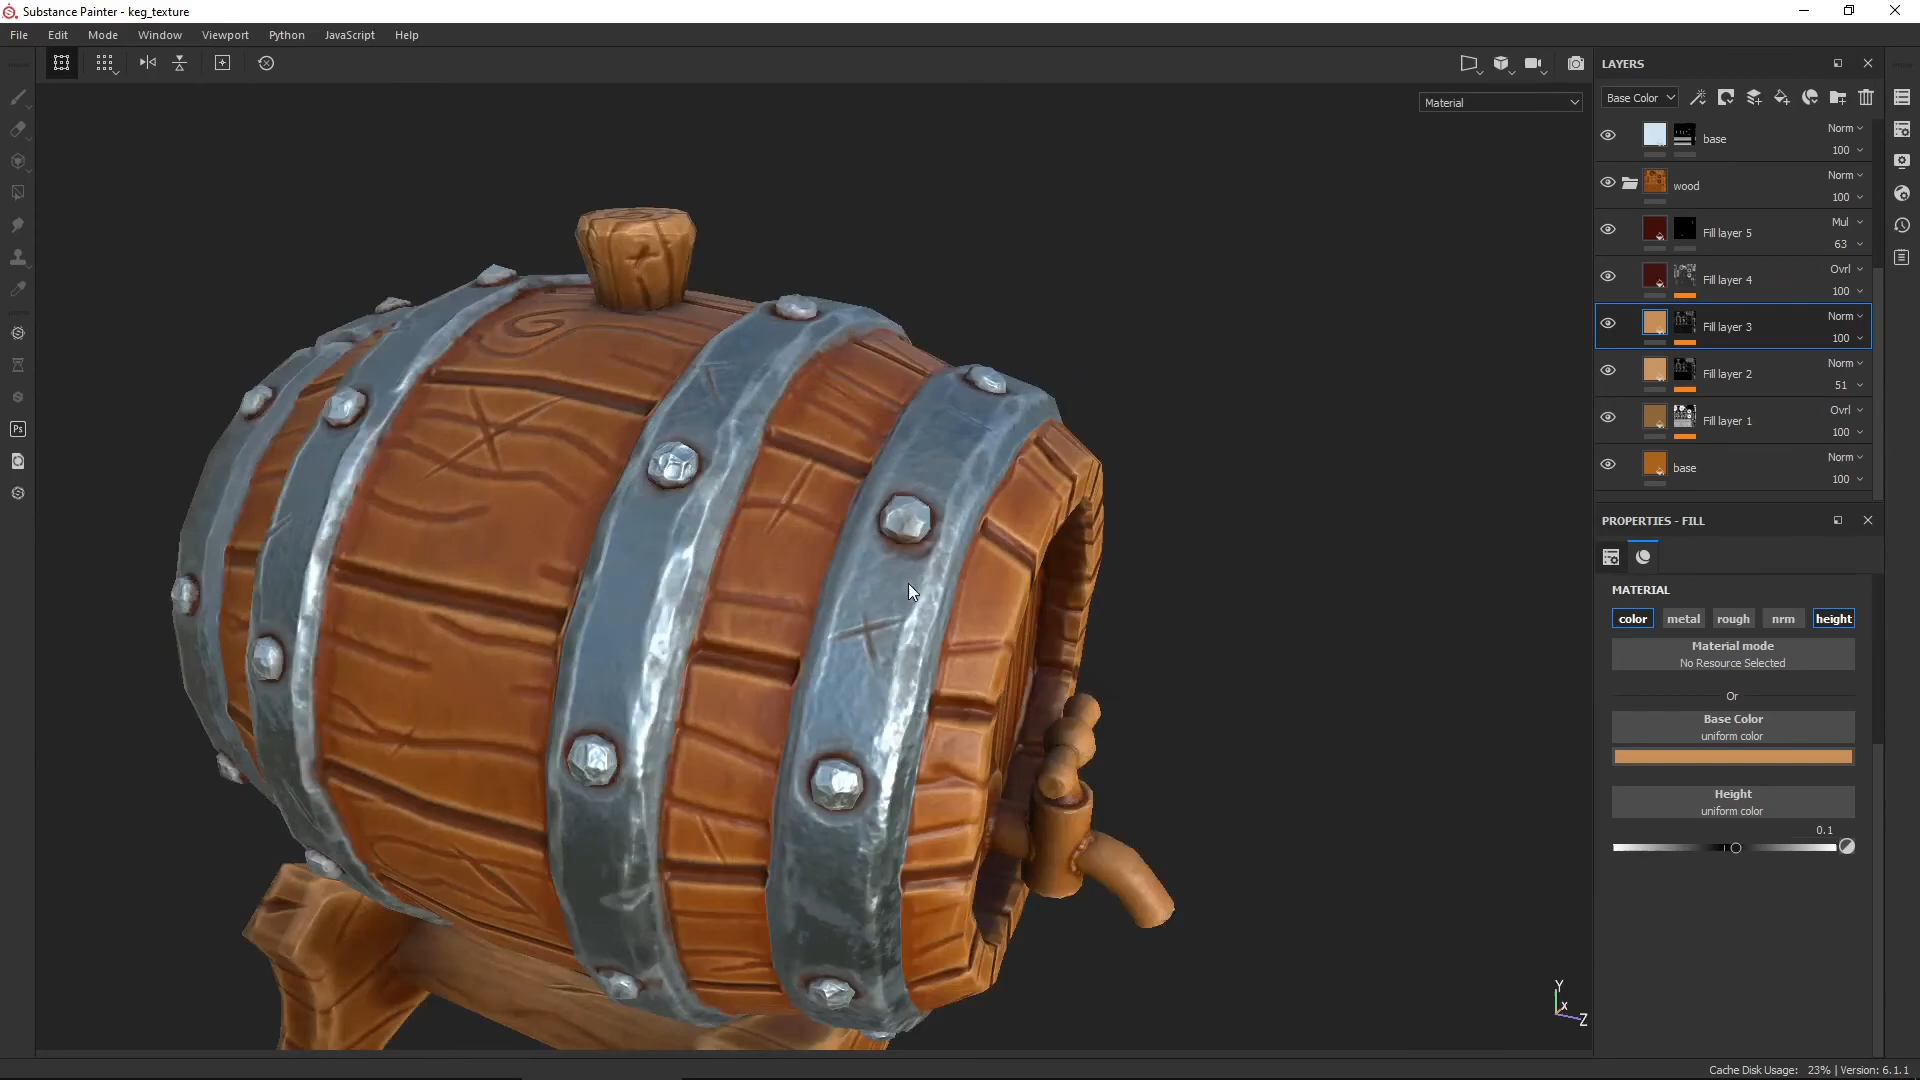 Substance Painter - keg_texture
File Edit Mode Window Viewport Python JavaScript Help
Material
LAYERS
Base Color
base Norm 100
wood Norm 100
Fill layer 5 Mul 63
Fill layer 4 Ovrl 100
Fill layer 3 Norm 100
Fill layer 2 Norm 51
Fill layer 1 Ovrl 100
base Norm 100
PROPERTIES - FILL
MATERIAL
color metal rough nrm height
Material mode
No Resource Selected
Or
Base Color
uniform color
Height
uniform color
0.1
Ps
Y
X
Z
Cache Disk Usage: 23% | Version: 6.1.1